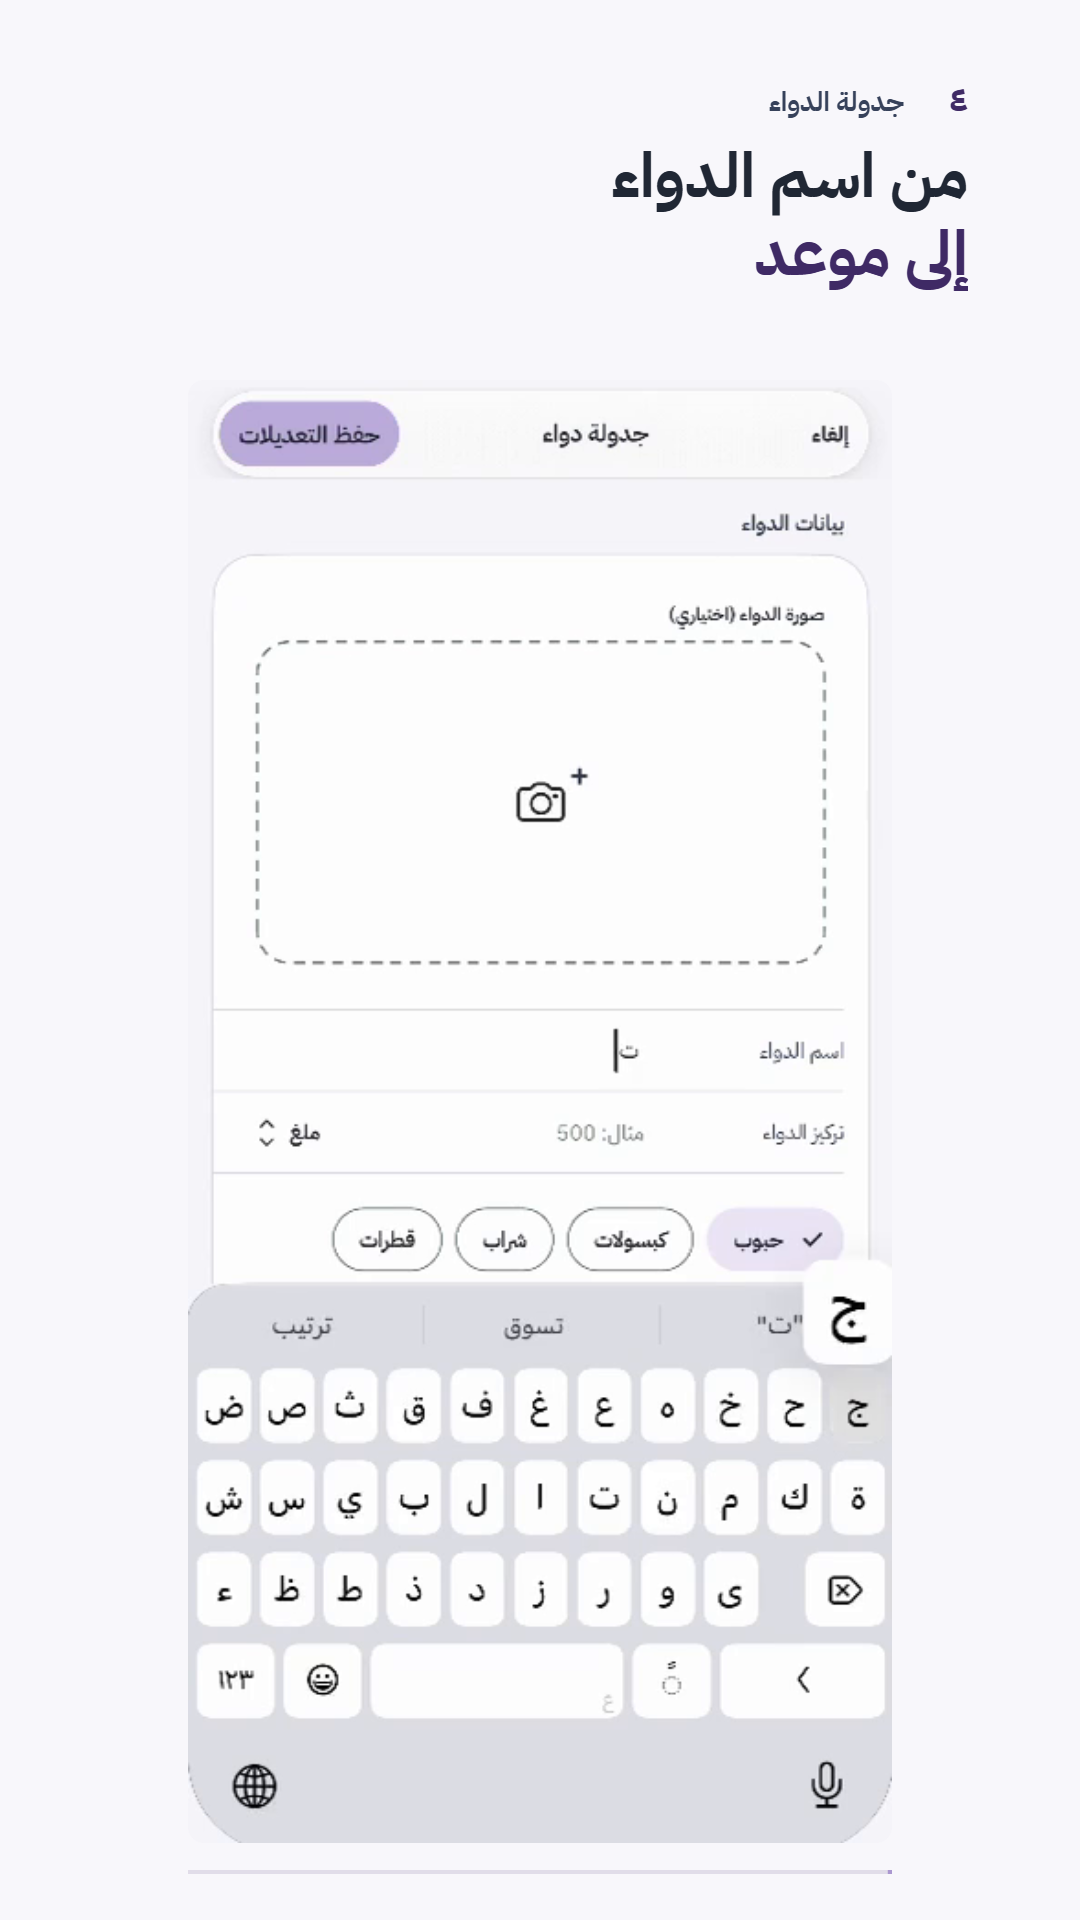 ٤ جدولة الدواء
من اسم الدواء
إلى موعد
إلغاء جدولة دواء حفظ التعديلات
بيانات الدواء
صورة الدواء (اختياري)
اسم الدواء ت
تركيز الدواء مثال: 500 ملغ
حبوب كبسولات شراب قطرات
"ت" تسوق ترتيب
ج
ج ح خ ه ع غ ف ق ث ص ض
ة ك م ن ت ا ل ب ي س ش
ى و ر ز د ذ ط ظ ء
ع ١٢٣